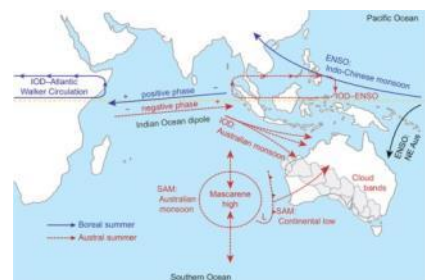 Pacific Ocean
ENSO:
Indo-Chinese monsoon
IOD–Atlantic
Walker Circulation
+ positive phase –
– negative phase +
Indian Ocean dipole
IOD–ENSO
IOD:
Australian monsoon
ENSO:
NE Aus
SAM:
Australian
monsoon
Mascarene
high
Cloud
bands
L
SAM:
Continental low
Boreal summer
Austral summer
Southern Ocean